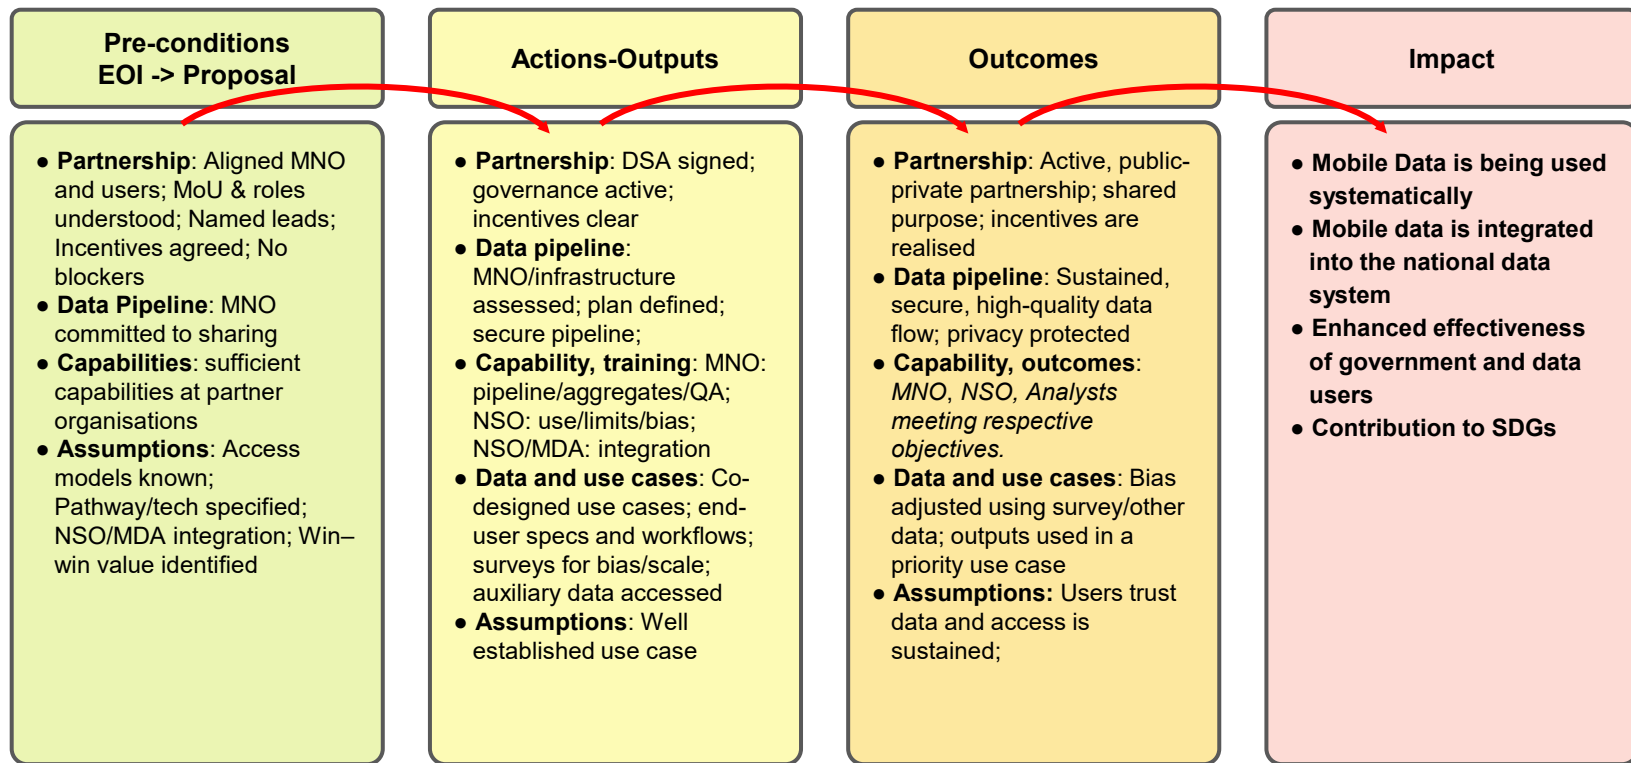 Pre-conditions
EOI -> Proposal
● Partnership: Aligned MNO
and users; MoU & roles
understood; Named leads;
Incentives agreed; No
blockers
● Data Pipeline: MNO
committed to sharing
● Capabilities: sufficient
capabilities at partner
organisations
● Assumptions: Access
models known;
Pathway/tech specified;
NSO/MDA integration; Win–
win value identified
Actions-Outputs
● Partnership: DSA signed;
governance active;
incentives clear
● Data pipeline:
MNO/infrastructure
assessed; plan defined;
secure pipeline;
● Capability, training: MNO:
pipeline/aggregates/QA;
NSO: use/limits/bias;
NSO/MDA: integration
● Data and use cases: Co-
designed use cases; end-
user specs and workflows;
surveys for bias/scale;
auxiliary data accessed
● Assumptions: Well
established use case
Outcomes
● Partnership: Active, public-
private partnership; shared
purpose; incentives are
realised
● Data pipeline: Sustained,
secure, high-quality data
flow; privacy protected
● Capability, outcomes:
MNO, NSO, Analysts
meeting respective
objectives.
● Data and use cases: Bias
adjusted using survey/other
data; outputs used in a
priority use case
● Assumptions: Users trust
data and access is
sustained;
Impact
● Mobile Data is being used
systematically
● Mobile data is integrated
into the national data
system
● Enhanced effectiveness
of government and data
users
● Contribution to SDGs